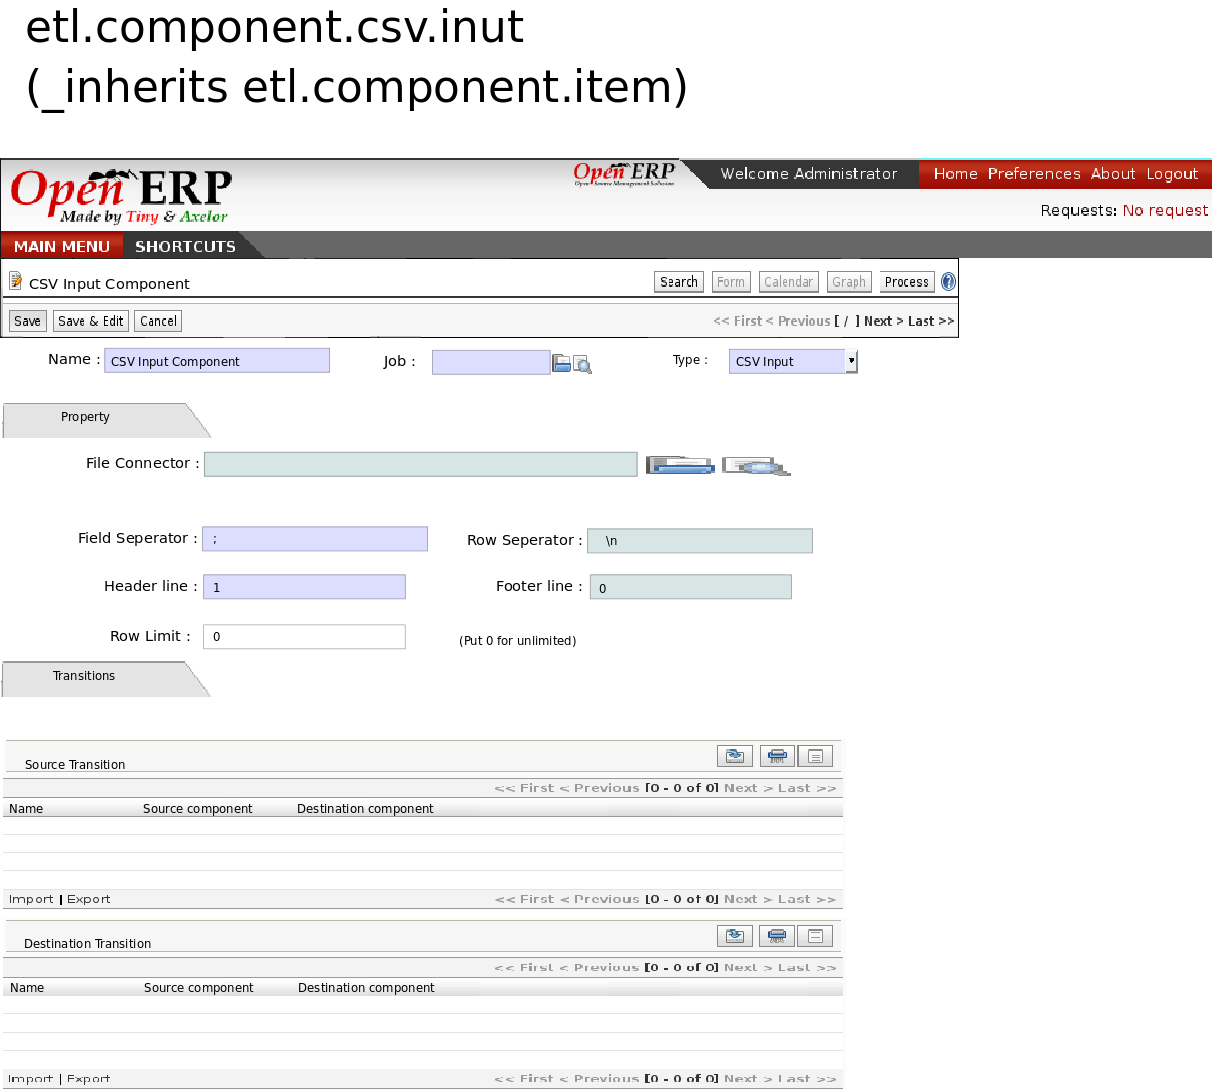 etl.component.csv.inut
(_inherits etl.component.item)
Open ERP
Made by Tiny & Axelor
Open ERP
Open Source Management Solution
Welcome Administrator
Home Preferences About Logout
Requests: No request
MAIN MENU SHORTCUTS
CSV Input Component
Search Form Calendar Graph Process ?
Save Save & Edit Cancel
<< First < Previous [ / ] Next > Last >>
Name : CSV Input Component Job : Type : CSV Input
Property
File Connector :
Field Seperator : ; Row Seperator : \n
Header line : 1 Footer line : 0
Row Limit : 0 (Put 0 for unlimited)
Transitions
Source Transition
<< First < Previous [0 - 0 of 0] Next > Last >>
Name Source component Destination component
Import | Export << First < Previous [0 - 0 of 0] Next > Last >>
Destination Transition
<< First < Previous [0 - 0 of 0] Next > Last >>
Name Source component Destination component
Import | Export << First < Previous [0 - 0 of 0] Next > Last >>